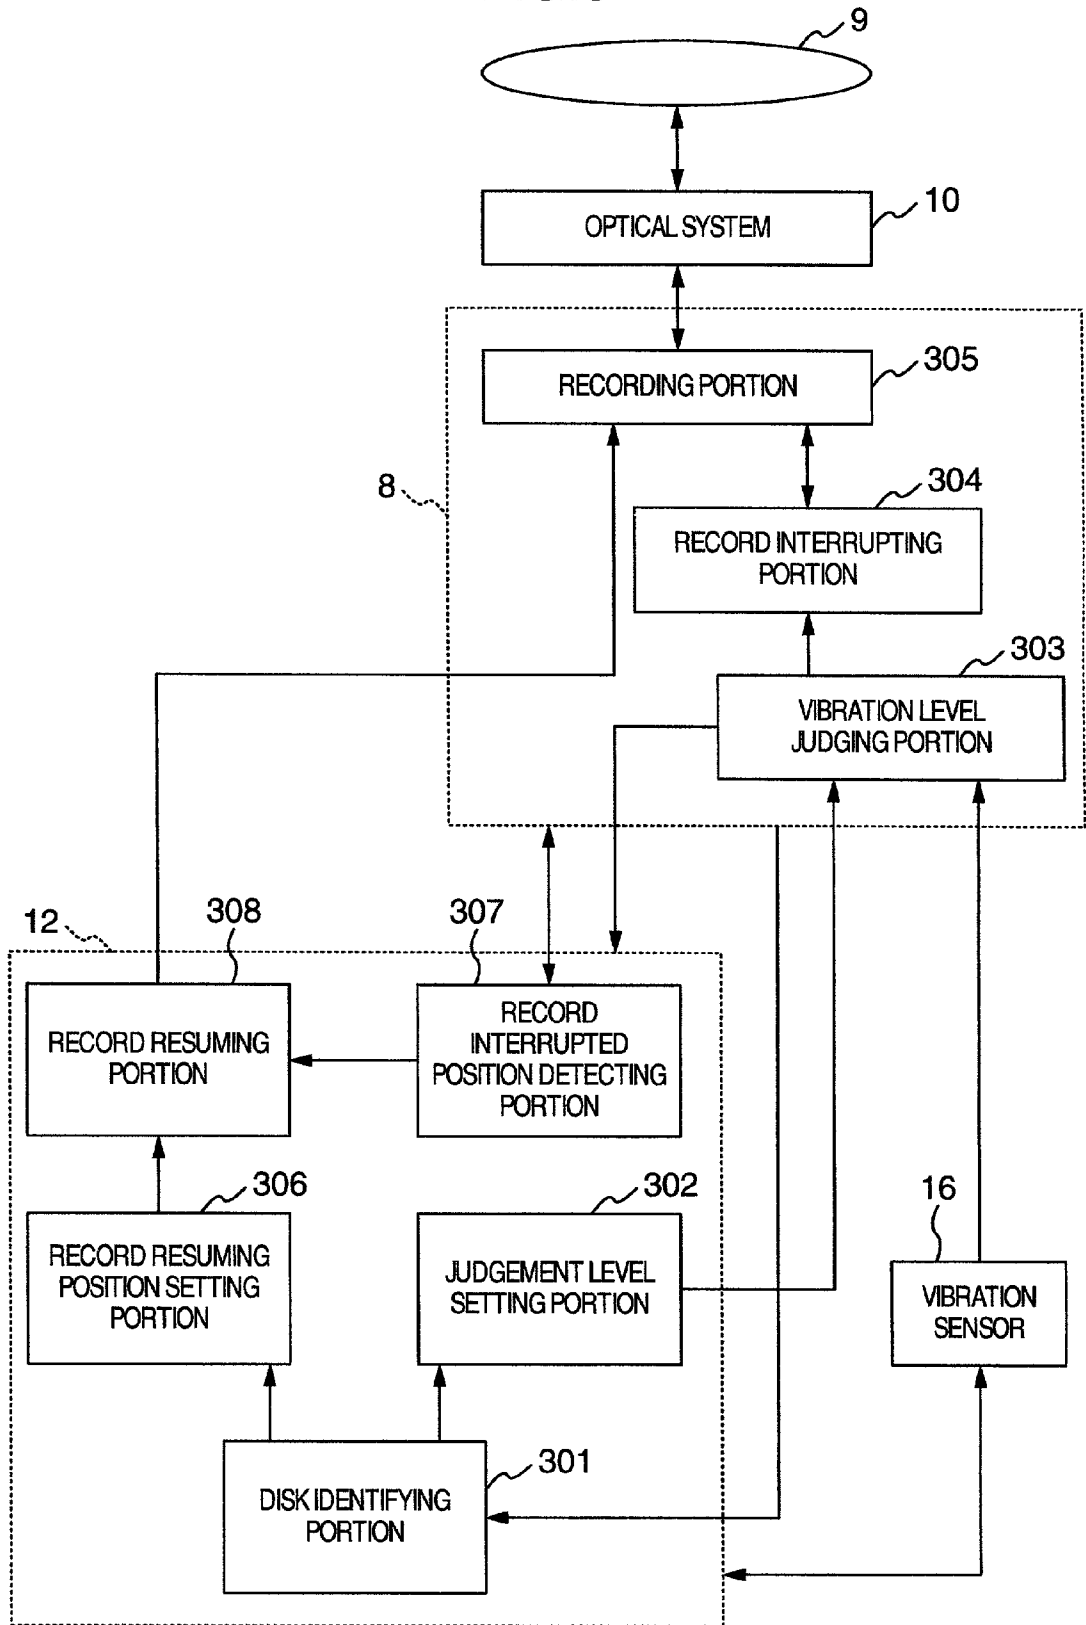 9
OPTICAL SYSTEM
10
RECORDING PORTION
305
8
304
RECORD INTERRUPTING
PORTION
303
VIBRATION LEVEL
JUDGING PORTION
12
308
307
RECORD RESUMING
PORTION
RECORD
INTERRUPTED
POSITION DETECTING
PORTION
306
302
16
RECORD RESUMING
POSITION SETTING
PORTION
JUDGEMENT LEVEL
SETTING PORTION
VIBRATION
SENSOR
301
DISK IDENTIFYING
PORTION